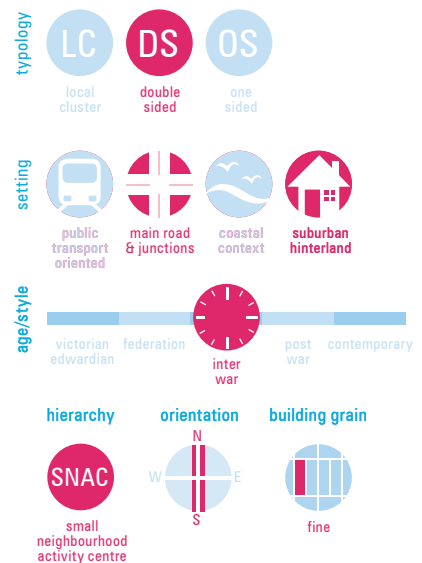 typology
LC
DS
OS
local
cluster
double
sided
one
sided
setting
public
transport
oriented
main road
& junctions
coastal
context
suburban
hinterland
age/style
victorian
edwardian
federation
inter
war
post
war
contemporary
hierarchy
orientation
building grain
SNAC
N
W
E
S
small
neighbourhood
activity centre
fine